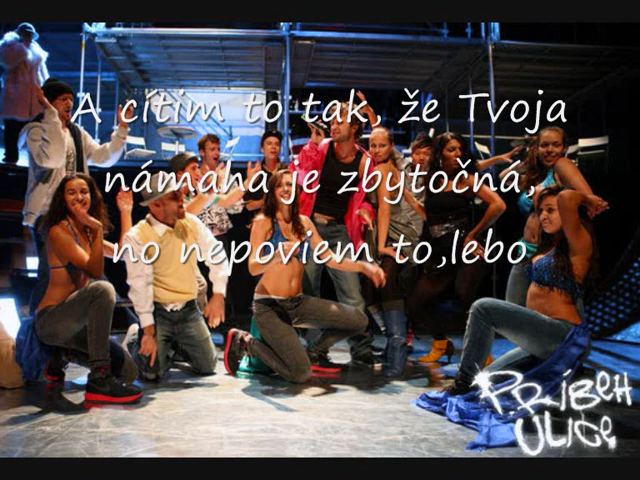 A cítim to tak, že Tvoja
námaha je zbytočná,
no nepoviem to,lebo
PRÍBEH
ULICE